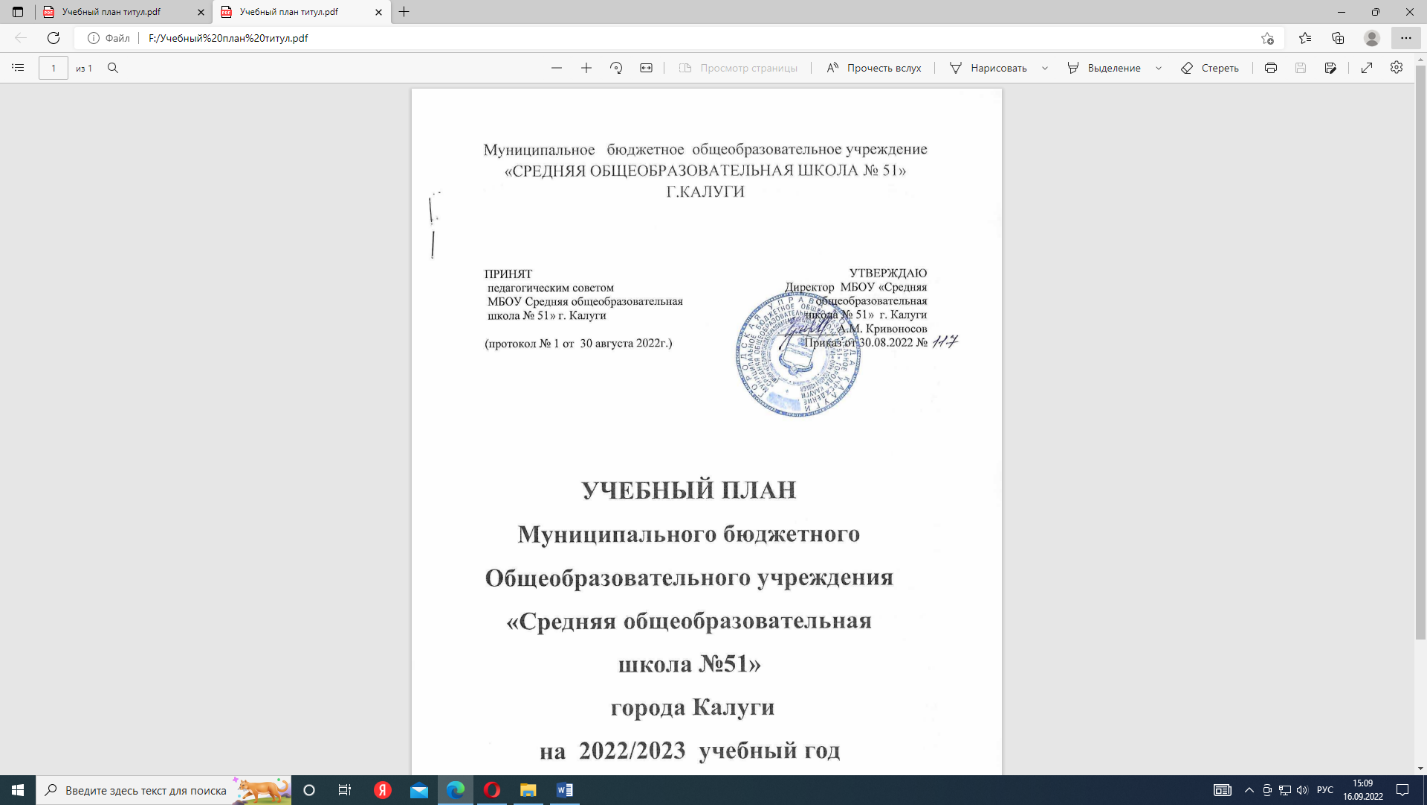 Учебный план титул.pdf
Учебный план титул.pdf
Файл
F:/Учебный%20план%20титул.pdf
1 из 1
Просмотр страницы
Прочесть вслух
Нарисовать
Выделение
Стереть
Муниципальное бюджетное общеобразовательное учреждение
«СРЕДНЯЯ ОБЩЕОБРАЗОВАТЕЛЬНАЯ ШКОЛА № 51»
Г.КАЛУГИ
ПРИНЯТ
педагогическим советом
МБОУ Средняя общеобразовательная
школа № 51» г. Калуги
(протокол № 1 от 30 августа 2022г.)
УТВЕРЖДАЮ
Директор МБОУ «Средняя
общеобразовательная
школа № 51» г. Калуги
А.М. Кривоносов
Приказ от 30.08.2022 № 117
УЧЕБНЫЙ ПЛАН
Муниципального бюджетного
Общеобразовательного учреждения
«Средняя общеобразовательная
школа №51»
города Калуги
на 2022/2023 учебный год
Введите здесь текст для поиска
РУС
15:09
16.09.2022